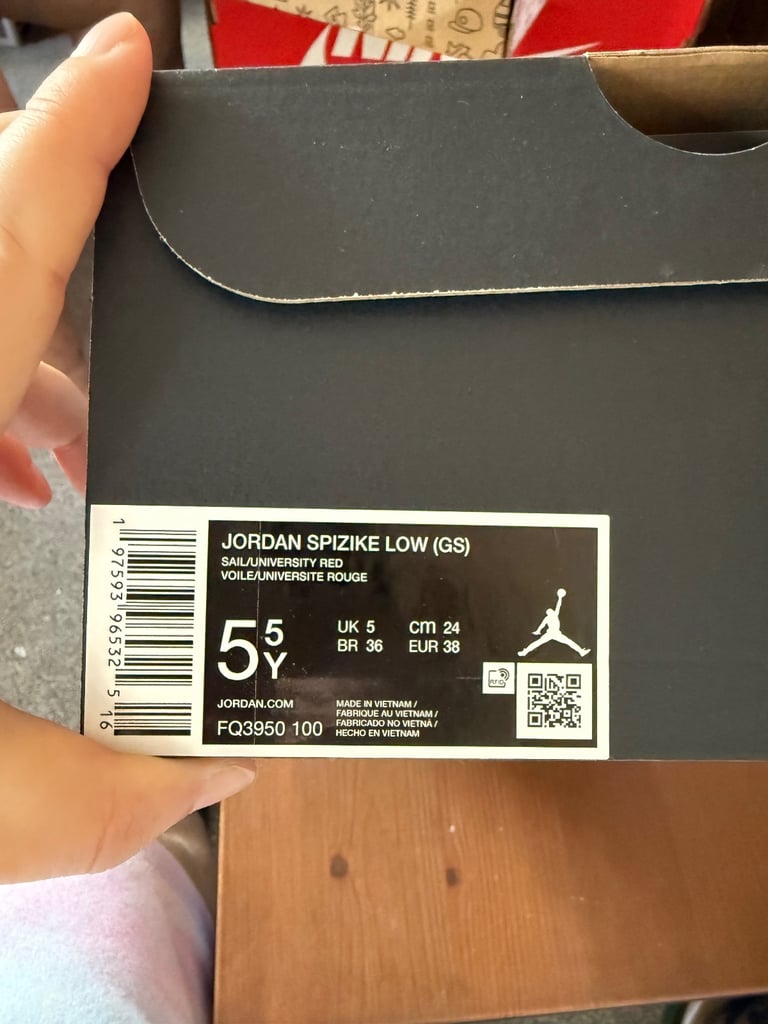 JORDAN SPIZIKE LOW (GS)
SAIL/UNIVERSITY RED
VOILE/UNIVERSITE ROUGE
5 5 Y
UK 5 cm 24
BR 36 EUR 38
RFID
JORDAN.COM
FQ3950 100
MADE IN VIETNAM /
FABRIQUE AU VIETNAM /
FABRICADO NO VIETNÃ /
HECHO EN VIETNAM
1 97593 96532 5 16